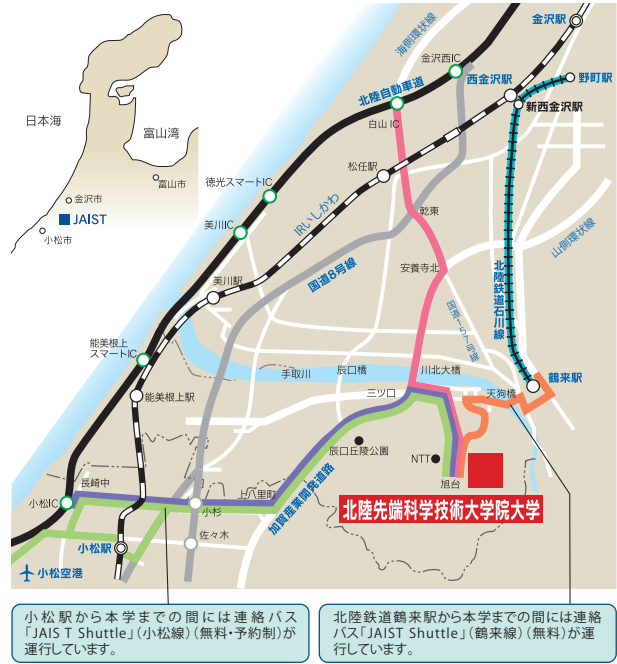 金沢駅
海側環状線
金沢西IC
西金沢駅
野町駅
北陸自動車道
新西金沢駅
白山IC
日本海
富山湾
松任駅
富山市
徳光スマートIC
金沢市
JAIST
小松市
IRいしかわ
乾東
美川IC
山側環状線
国道8号線
安養寺北
北陸鉄道石川線
美川駅
国道157号線
能美根上
スマートIC
手取川
辰口橋
川北大橋
鶴来駅
能美根上駅
三ツ口
天狗橋
辰口丘陵公園
NTT
旭台
長崎中
上八里町
加賀産業開発道路
小松IC
小杉
北陸先端科学技術大学院大学
佐々木
小松駅
小松空港
小松駅から本学までの間には連絡バス
「JAIS T Shuttle」（小松線）（無料・予約制）が
運行しています。
北陸鉄道鶴来駅から本学までの間には連絡
バス「JAIST Shuttle」（鶴来線）（無料）が運
行しています。